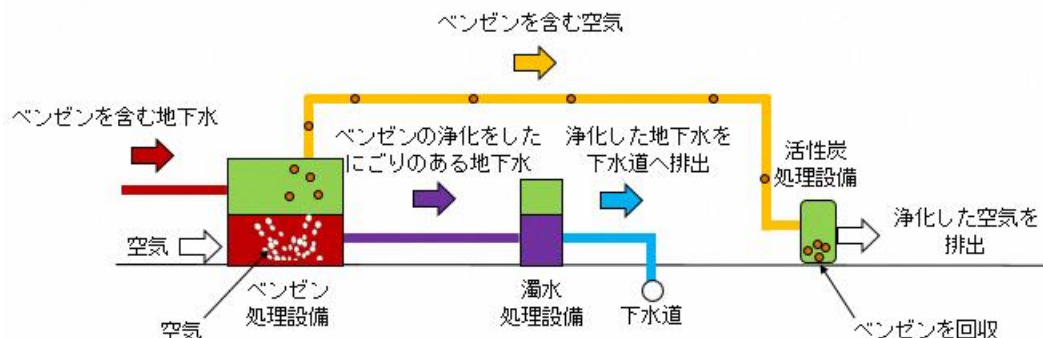 ベンゼンを含む空気
ベンゼンを含む地下水
ベンゼンの浄化をした
にごりのある地下水
浄化した地下水を
下水道へ排出
活性炭
処理設備
空気
浄化した空気を
排出
ベンゼン
処理設備
濁水
処理設備
下水道
空気
ベンゼンを回収